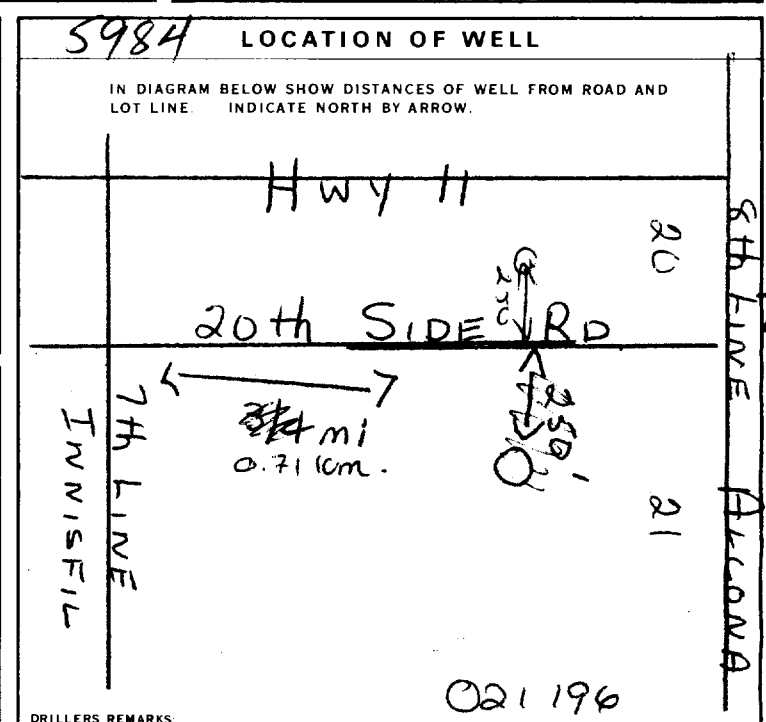 5984 LOCATION OF WELL
IN DIAGRAM BELOW SHOW DISTANCES OF WELL FROM ROAD AND
LOT LINE. INDICATE NORTH BY ARROW.
HWY 11
20
250
20th SIDE RD
8th LINE ALCONA
7th LINE
INNISFIL
mi
0.71 km.
250'
21
021196
DRILLERS REMARKS: